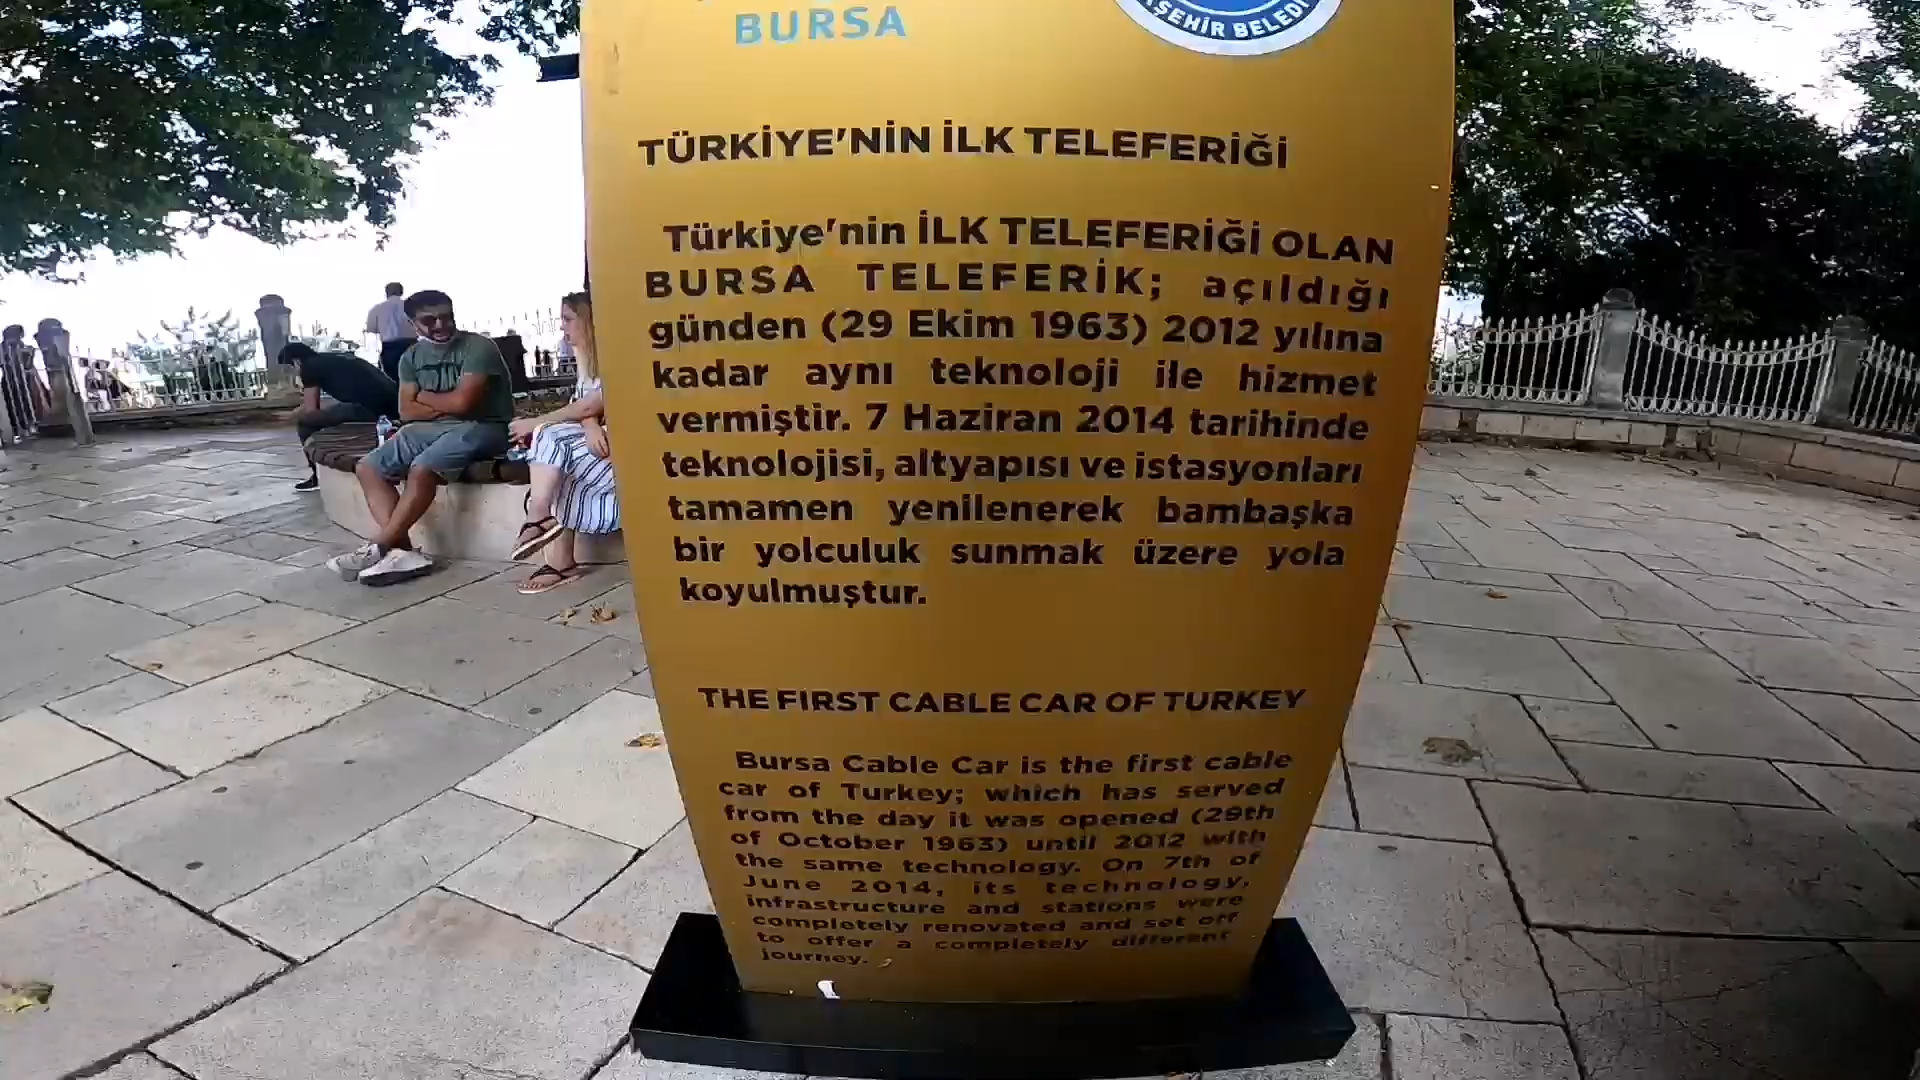 BURSA
AŞEHİR BELEDİ
TÜRKİYE'NİN İLK TELEFERİĞİ
Türkiye'nin İLK TELEFERİĞİ OLAN
BURSA TELEFERİK; açıldığı
günden (29 Ekim 1963) 2012 yılına
kadar aynı teknoloji ile hizmet
vermiştir. 7 Haziran 2014 tarihinde
teknolojisi, altyapısı ve istasyonları
tamamen yenilenerek bambaşka
bir yolculuk sunmak üzere yola
koyulmuştur.
THE FIRST CABLE CAR OF TURKEY
Bursa Cable Car is the first cable
car of Turkey; which has served
from the day it was opened (29th
of October 1963) until 2012 with
the same technology. On 7th of
June 2014, its technology,
infrastructure and stations were
completely renovated and set off
to offer a completely different
journey.